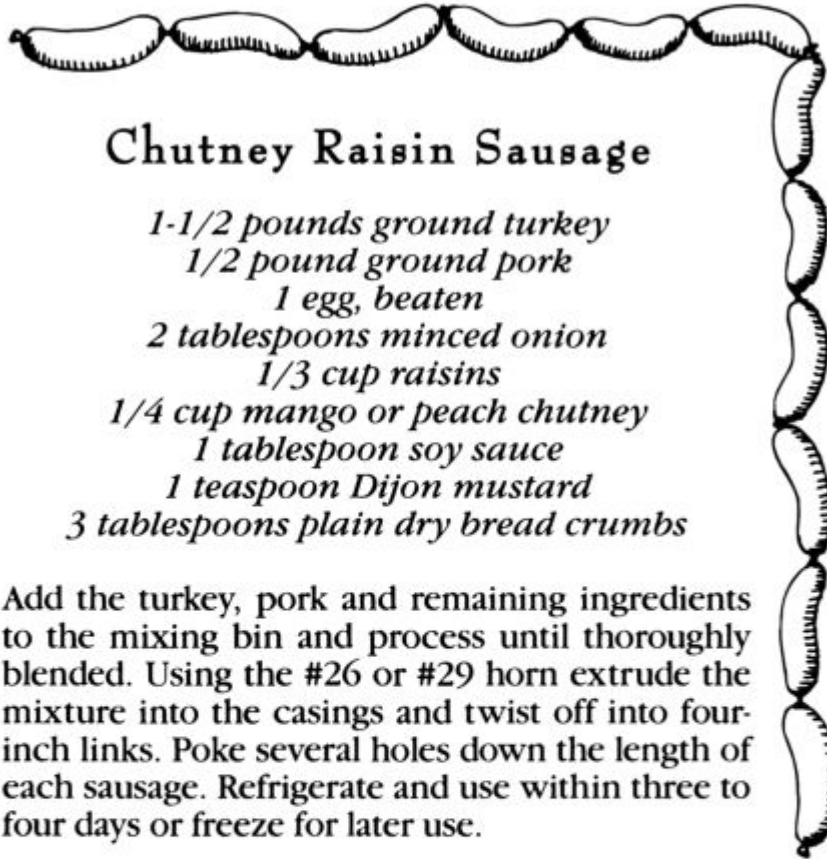 Chutney Raisin Sausage
1-1/2 pounds ground turkey
1/2 pound ground pork
1 egg, beaten
2 tablespoons minced onion
1/3 cup raisins
1/4 cup mango or peach chutney
1 tablespoon soy sauce
1 teaspoon Dijon mustard
3 tablespoons plain dry bread crumbs
Add the turkey, pork and remaining ingredients
to the mixing bin and process until thoroughly
blended. Using the #26 or #29 horn extrude the
mixture into the casings and twist off into four-
inch links. Poke several holes down the length of
each sausage. Refrigerate and use within three to
four days or freeze for later use.